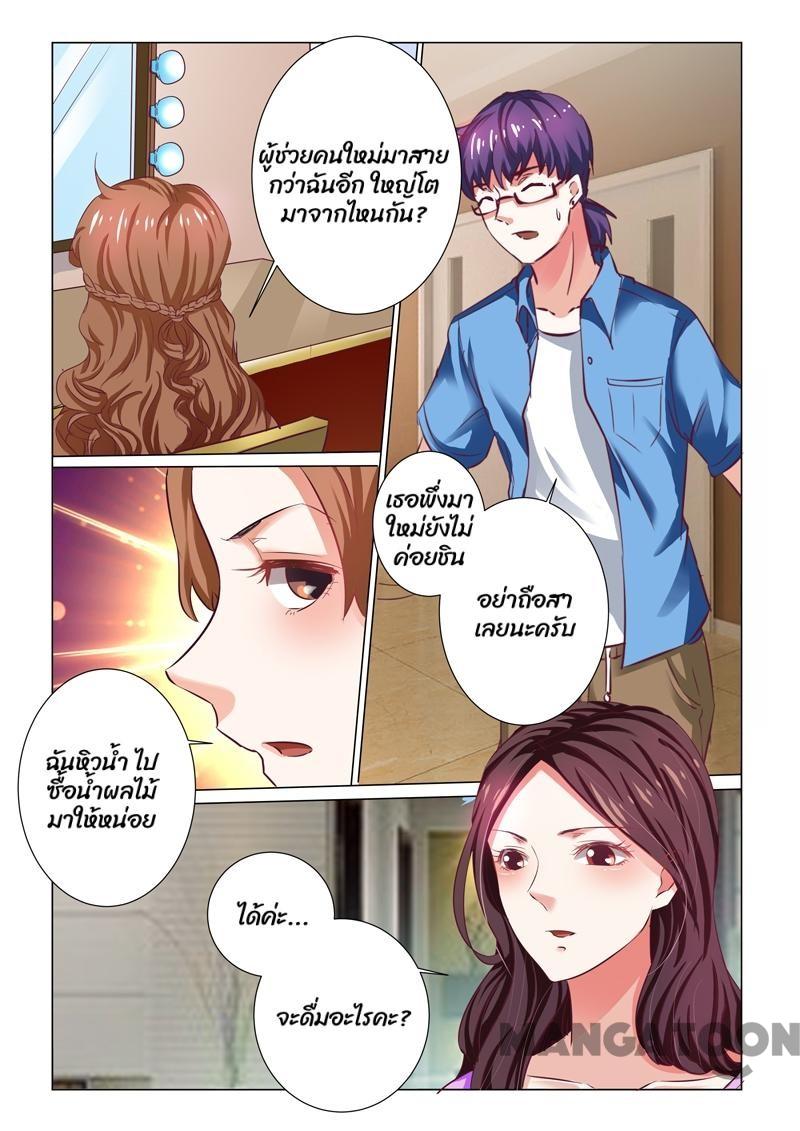 ผู้ช่วยคนใหม่มาสาย
กว่าฉันอีก ใหญ่โต
มาจากไหนกัน?
เธอพึ่งมา
ใหม่ยังไม่
ค่อยชิน
อย่าถือสา
เลยนะครับ
ฉันหิวน้ำ ไป
ซื้อน้ำผลไม้
มาให้หน่อย
ได้ค่ะ...
จะดื่มอะไรคะ?
MANGATOON